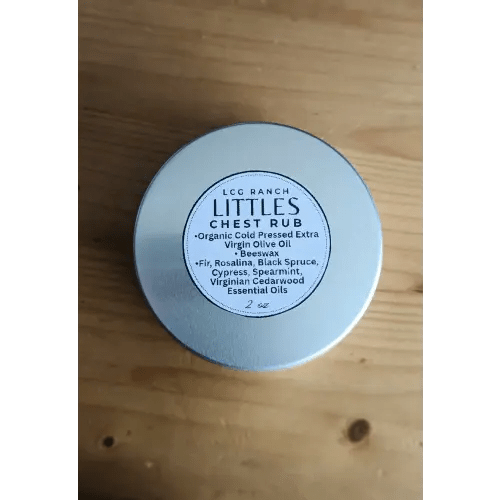 LCG RANCH
LITTLES
CHEST RUB
•Organic Cold Pressed Extra
Virgin Olive Oil
• Beeswax
•Fir, Rosalina, Black Spruce,
Cypress, Spearmint,
Virginian Cedarwood
Essential Oils
2 oz